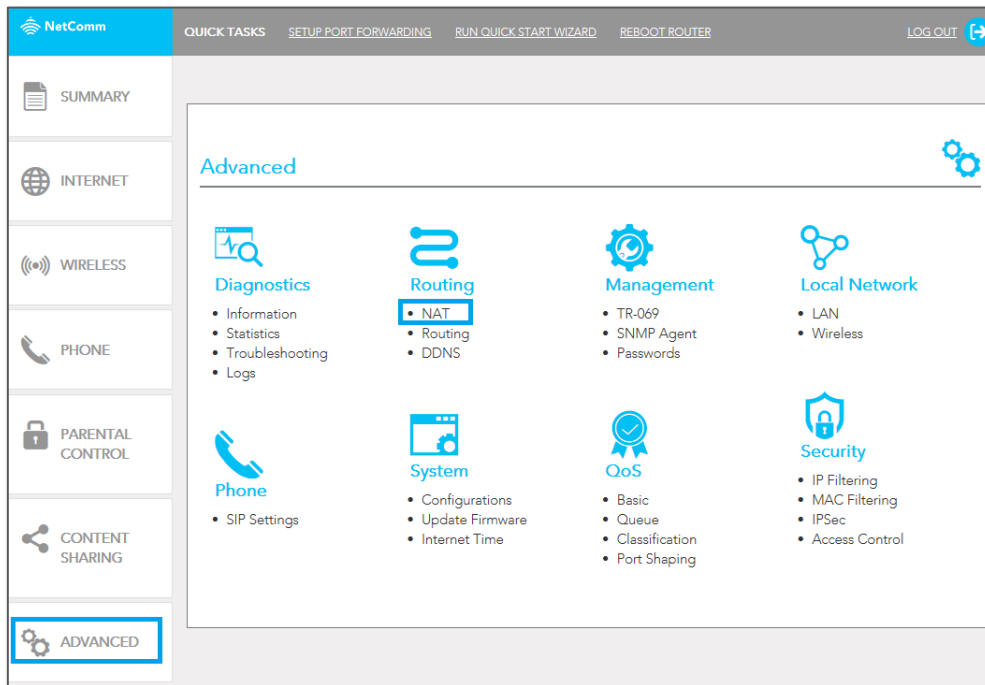 NetComm
QUICK TASKS SETUP PORT FORWARDING RUN QUICK START WIZARD REBOOT ROUTER LOG OUT
SUMMARY
INTERNET
WIRELESS
PHONE
PARENTAL
CONTROL
CONTENT
SHARING
ADVANCED
Advanced
Diagnostics
• Information
• Statistics
• Troubleshooting
• Logs
Routing
• NAT
• Routing
• DDNS
Management
• TR-069
• SNMP Agent
• Passwords
Local Network
• LAN
• Wireless
Phone
• SIP Settings
System
• Configurations
• Update Firmware
• Internet Time
QoS
• Basic
• Queue
• Classification
• Port Shaping
Security
• IP Filtering
• MAC Filtering
• IPSec
• Access Control